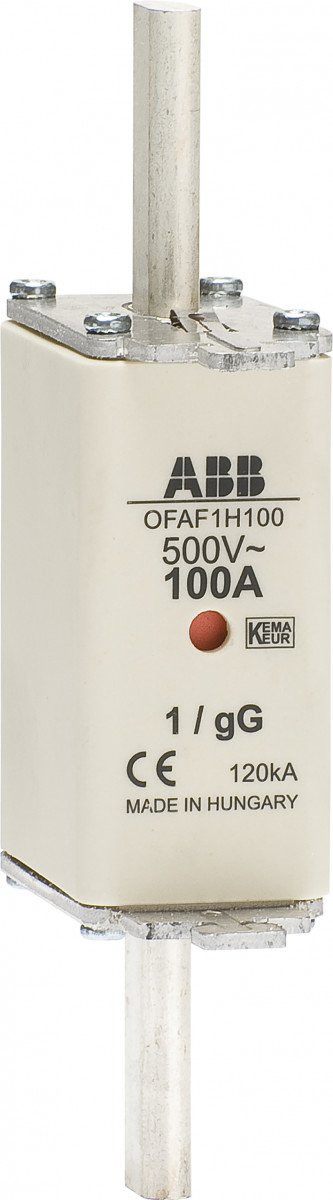 ABB
OFAF1H100
500V~
100A
KEMA
KEUR
1 / gG
CE 120kA
MADE IN HUNGARY